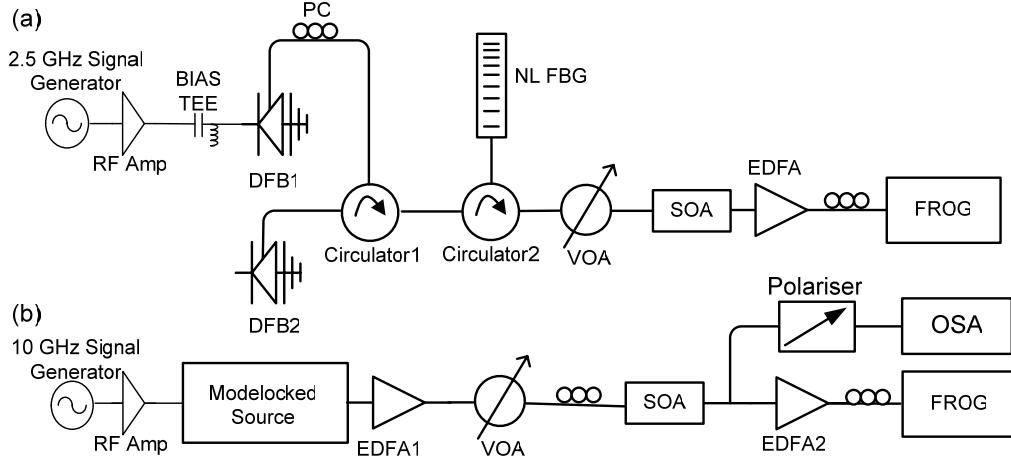 (a)
PC
2.5 GHz Signal
Generator
BIAS
TEE
NL FBG
RF Amp
DFB1
EDFA
SOA
FROG
Circulator1
Circulator2
VOA
DFB2
(b)
Polariser
10 GHz Signal
Generator
OSA
Modelocked
Source
SOA
FROG
RF Amp
EDFA1
VOA
EDFA2